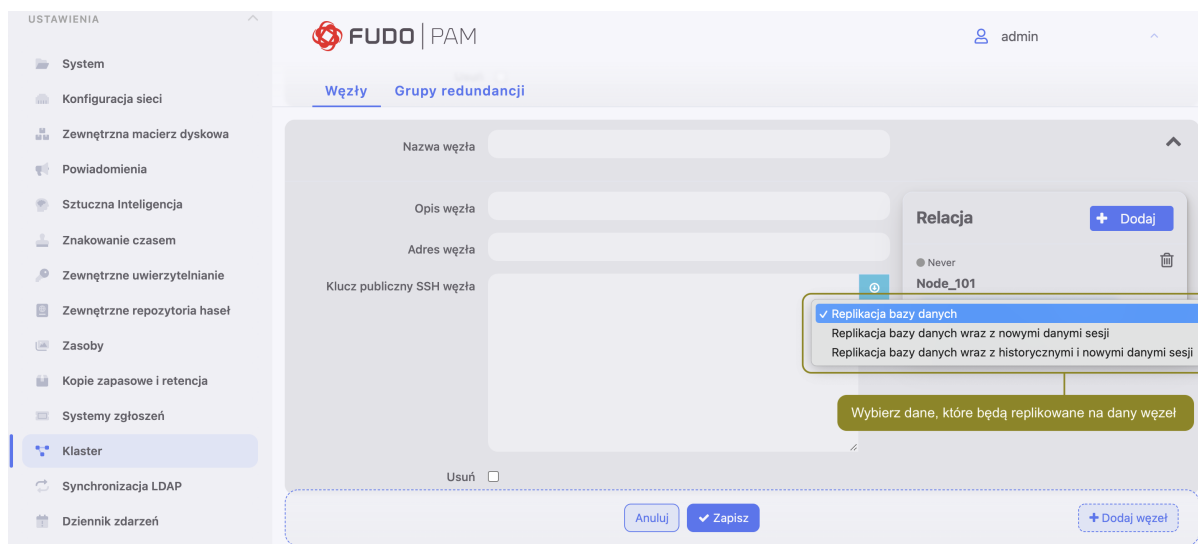 USTAWIENIA
System
Konfiguracja sieci
Zewnętrzna macierz dyskowa
Powiadomienia
Sztuczna Inteligencja
Znakowanie czasem
Zewnętrzne uwierzytelnianie
Zewnętrzne repozytoria haseł
Zasoby
Kopie zapasowe i retencja
Systemy zgłoszeń
Klaster
Synchronizacja LDAP
Dziennik zdarzeń
FUDO PAM
admin
Węzły
Grupy redundancji
Nazwa węzła
Opis węzła
Adres węzła
Klucz publiczny SSH węzła
Relacja
+ Dodaj
Never
Node_101
✓ Replikacja bazy danych
Replikacja bazy danych wraz z nowymi danymi sesji
Replikacja bazy danych wraz z historycznymi i nowymi danymi sesji
Wybierz dane, które będą replikowane na dany węzeł
Usuń
Anuluj
✓ Zapisz
+ Dodaj węzeł